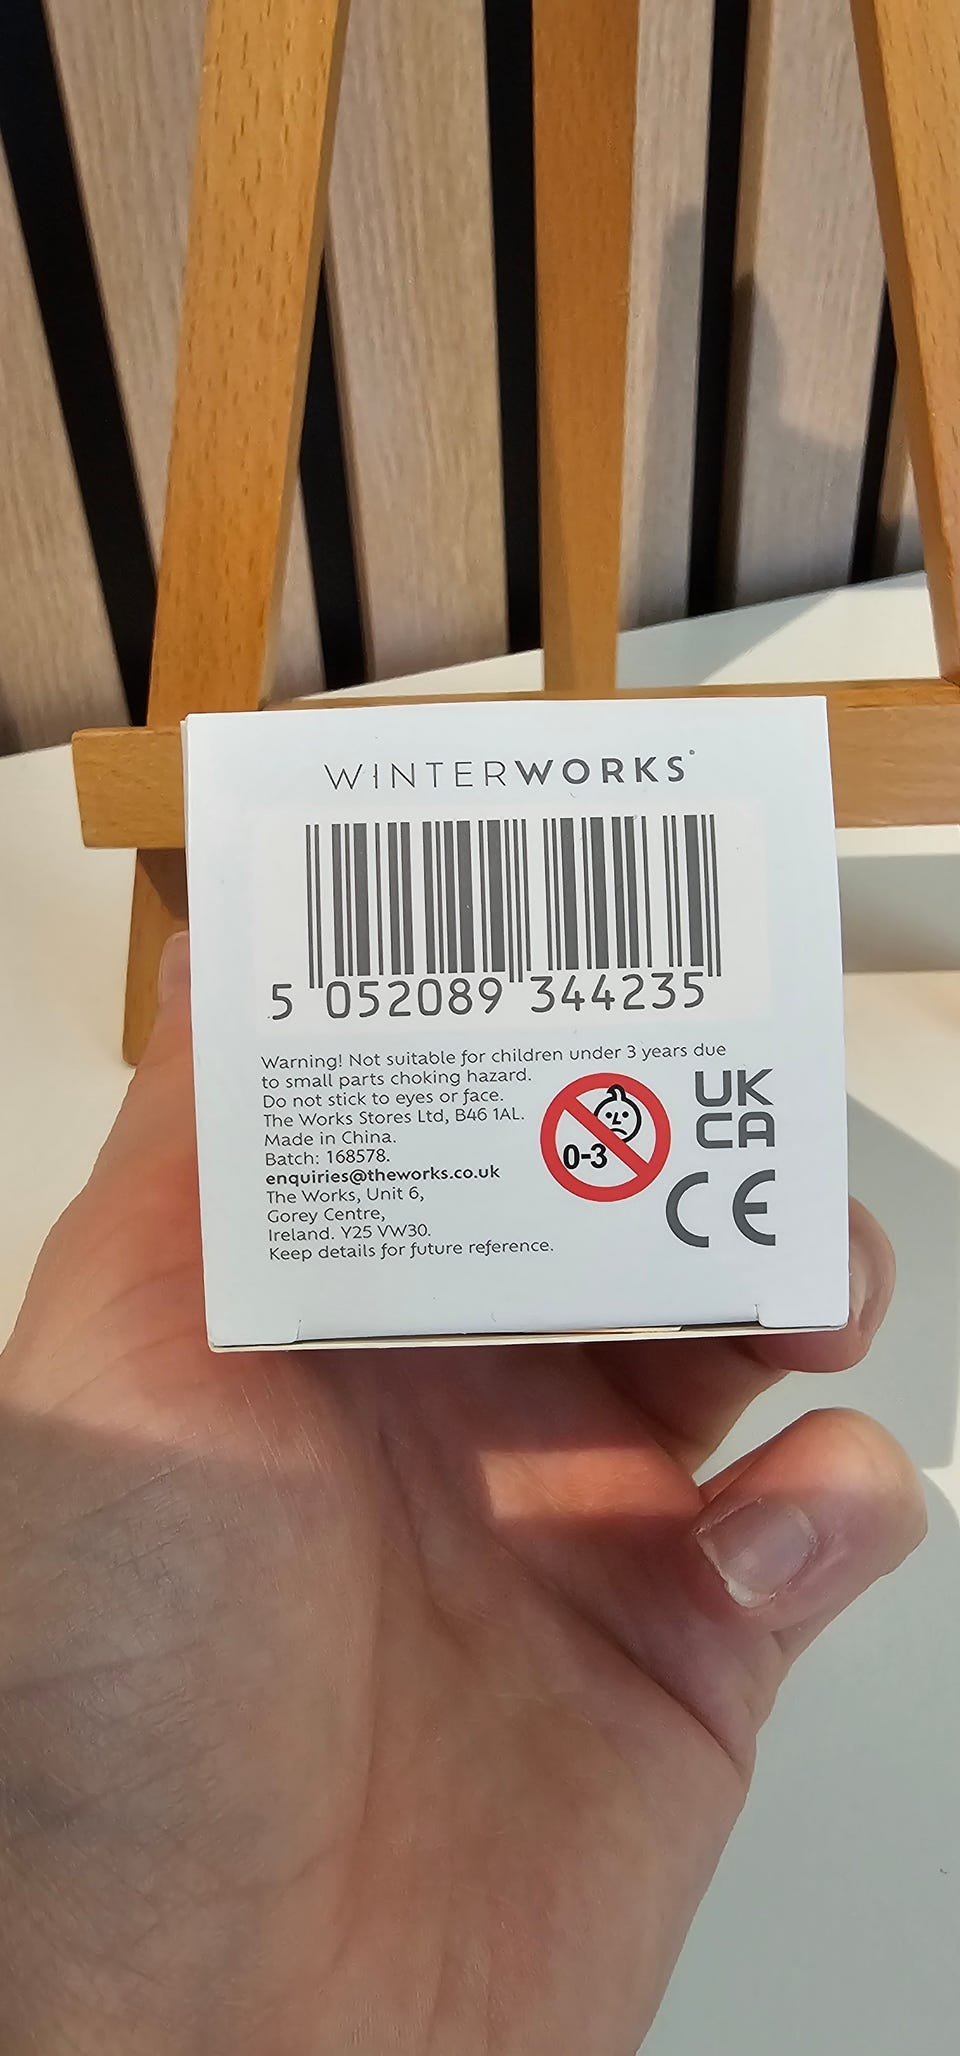 WINTERWORKS
5 052089 344235
Warning! Not suitable for children under 3 years due
to small parts choking hazard.
Do not stick to eyes or face.
The Works Stores Ltd, B46 1AL.
Made in China.
Batch: 168578.
enquiries@theworks.co.uk
The Works, Unit 6,
Gorey Centre,
Ireland. Y25 VW30.
Keep details for future reference.
0-3
UK
CA
CE